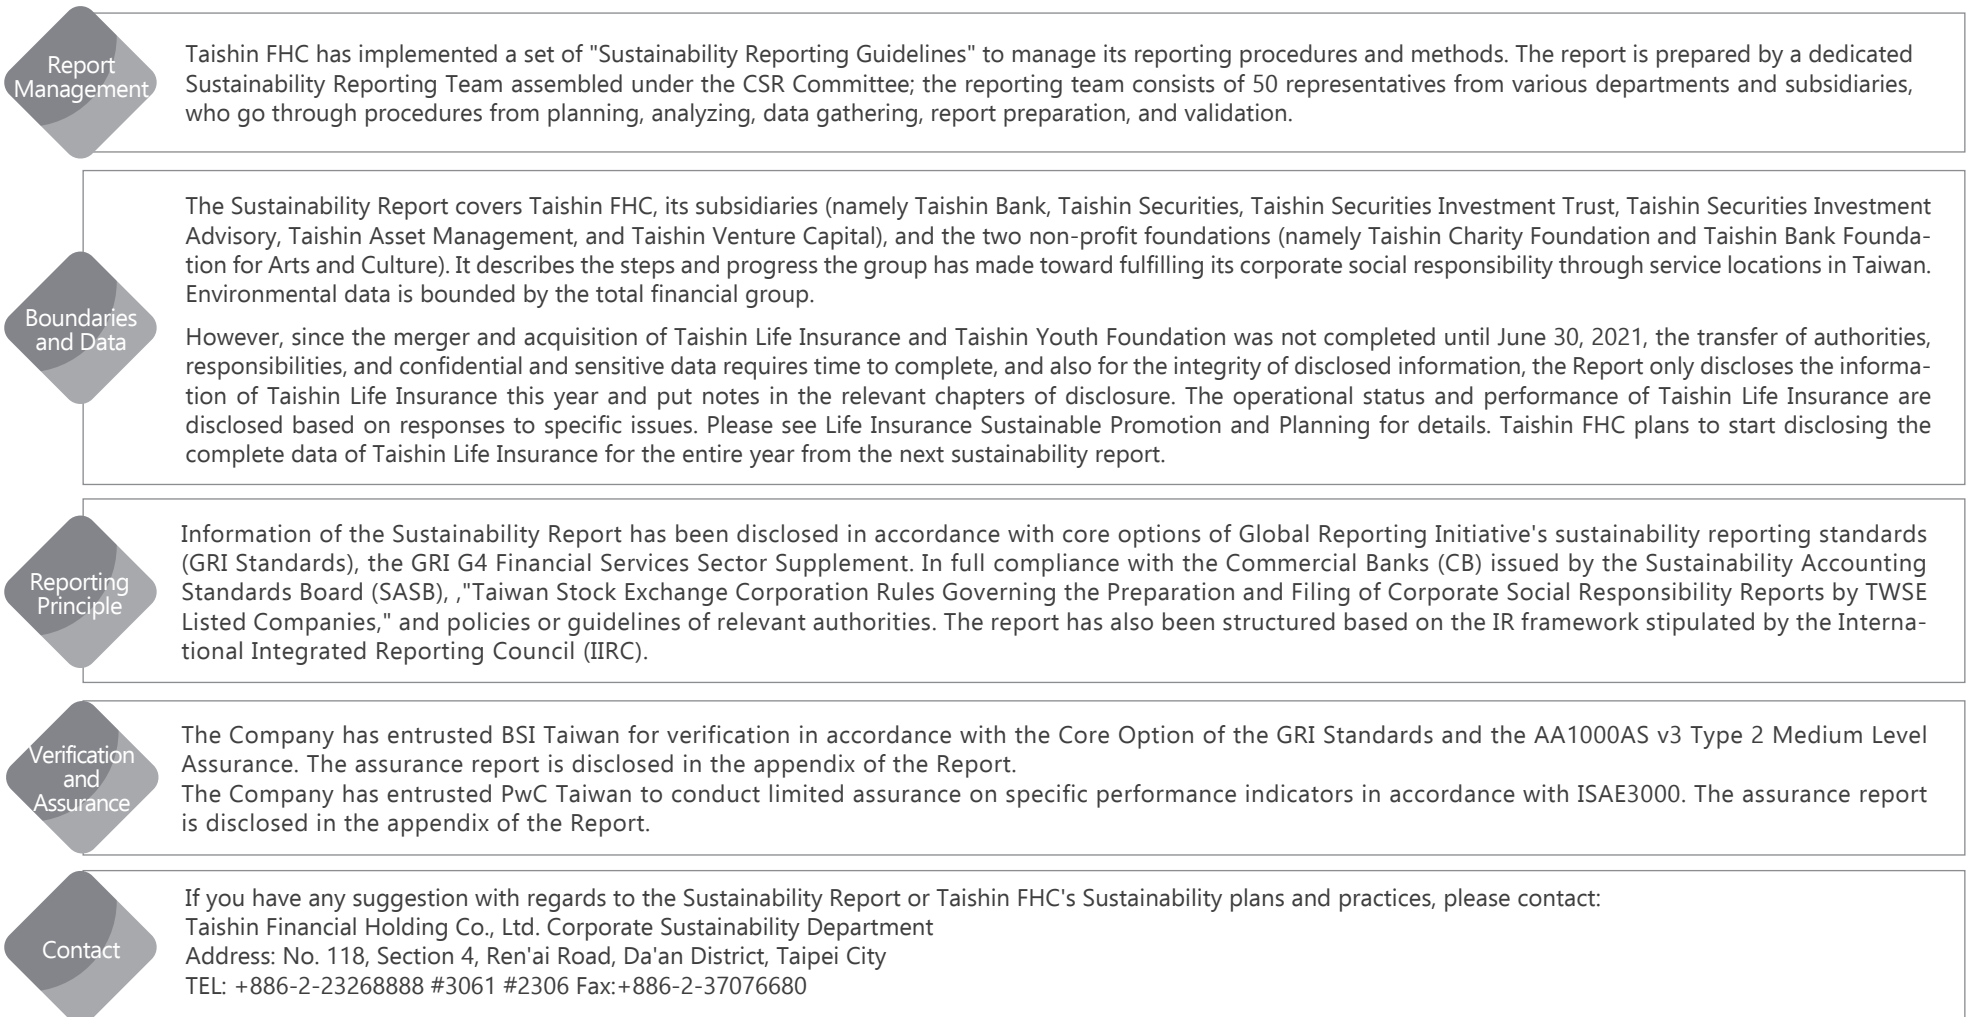 Report
Management
Taishin FHC has implemented a set of "Sustainability Reporting Guidelines" to manage its reporting procedures and methods. The report is prepared by a dedicated
Sustainability Reporting Team assembled under the CSR Committee; the reporting team consists of 50 representatives from various departments and subsidiaries,
who go through procedures from planning, analyzing, data gathering, report preparation, and validation.
Boundaries
and Data
The Sustainability Report covers Taishin FHC, its subsidiaries (namely Taishin Bank, Taishin Securities, Taishin Securities Investment Trust, Taishin Securities Investment
Advisory, Taishin Asset Management, and Taishin Venture Capital), and the two non-profit foundations (namely Taishin Charity Foundation and Taishin Bank Founda-
tion for Arts and Culture). It describes the steps and progress the group has made toward fulfilling its corporate social responsibility through service locations in Taiwan.
Environmental data is bounded by the total financial group.
However, since the merger and acquisition of Taishin Life Insurance and Taishin Youth Foundation was not completed until June 30, 2021, the transfer of authorities,
responsibilities, and confidential and sensitive data requires time to complete, and also for the integrity of disclosed information, the Report only discloses the informa-
tion of Taishin Life Insurance this year and put notes in the relevant chapters of disclosure. The operational status and performance of Taishin Life Insurance are
disclosed based on responses to specific issues. Please see Life Insurance Sustainable Promotion and Planning for details. Taishin FHC plans to start disclosing the
complete data of Taishin Life Insurance for the entire year from the next sustainability report.
Reporting
Principle
Information of the Sustainability Report has been disclosed in accordance with core options of Global Reporting Initiative's sustainability reporting standards
(GRI Standards), the GRI G4 Financial Services Sector Supplement. In full compliance with the Commercial Banks (CB) issued by the Sustainability Accounting
Standards Board (SASB), ,"Taiwan Stock Exchange Corporation Rules Governing the Preparation and Filing of Corporate Social Responsibility Reports by TWSE
Listed Companies," and policies or guidelines of relevant authorities. The report has also been structured based on the IR framework stipulated by the Interna-
tional Integrated Reporting Council (IIRC).
Verification
and
Assurance
The Company has entrusted BSI Taiwan for verification in accordance with the Core Option of the GRI Standards and the AA1000AS v3 Type 2 Medium Level
Assurance. The assurance report is disclosed in the appendix of the Report.
The Company has entrusted PwC Taiwan to conduct limited assurance on specific performance indicators in accordance with ISAE3000. The assurance report
is disclosed in the appendix of the Report.
Contact
If you have any suggestion with regards to the Sustainability Report or Taishin FHC's Sustainability plans and practices, please contact:
Taishin Financial Holding Co., Ltd. Corporate Sustainability Department
Address: No. 118, Section 4, Ren'ai Road, Da'an District, Taipei City
TEL: +886-2-23268888 #3061 #2306 Fax:+886-2-37076680